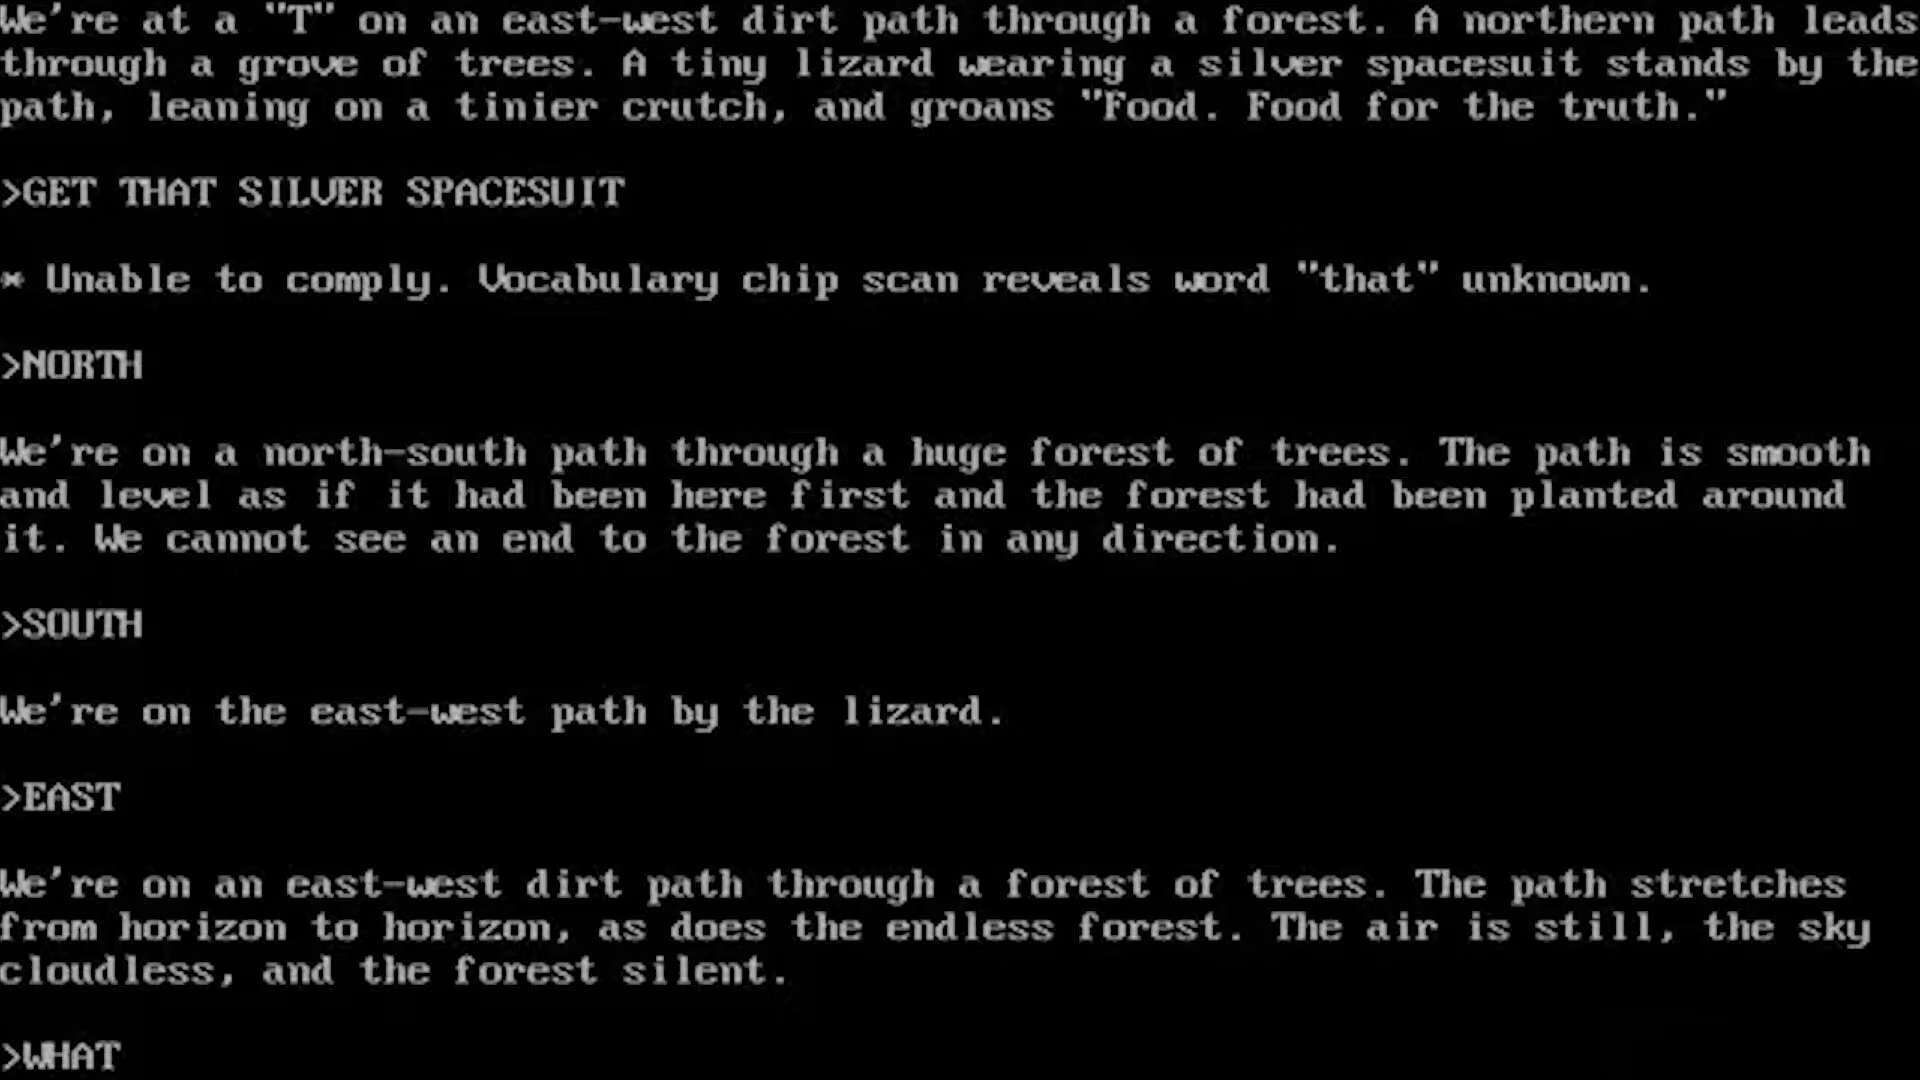 We're at a "T" on an east-west dirt path through a forest. A northern path leads
through a grove of trees. A tiny lizard wearing a silver spacesuit stands by the
path, leaning on a tinier crutch, and groans "Food. Food for the truth."
>GET THAT SILVER SPACESUIT
* Unable to comply. Vocabulary chip scan reveals word "that" unknown.
>NORTH
We're on a north-south path through a huge forest of trees. The path is smooth
and level as if it had been here first and the forest had been planted around
it. We cannot see an end to the forest in any direction.
>SOUTH
We're on the east-west path by the lizard.
>EAST
We're on an east-west dirt path through a forest of trees. The path stretches
from horizon to horizon, as does the endless forest. The air is still, the sky
cloudless, and the forest silent.
>WHAT